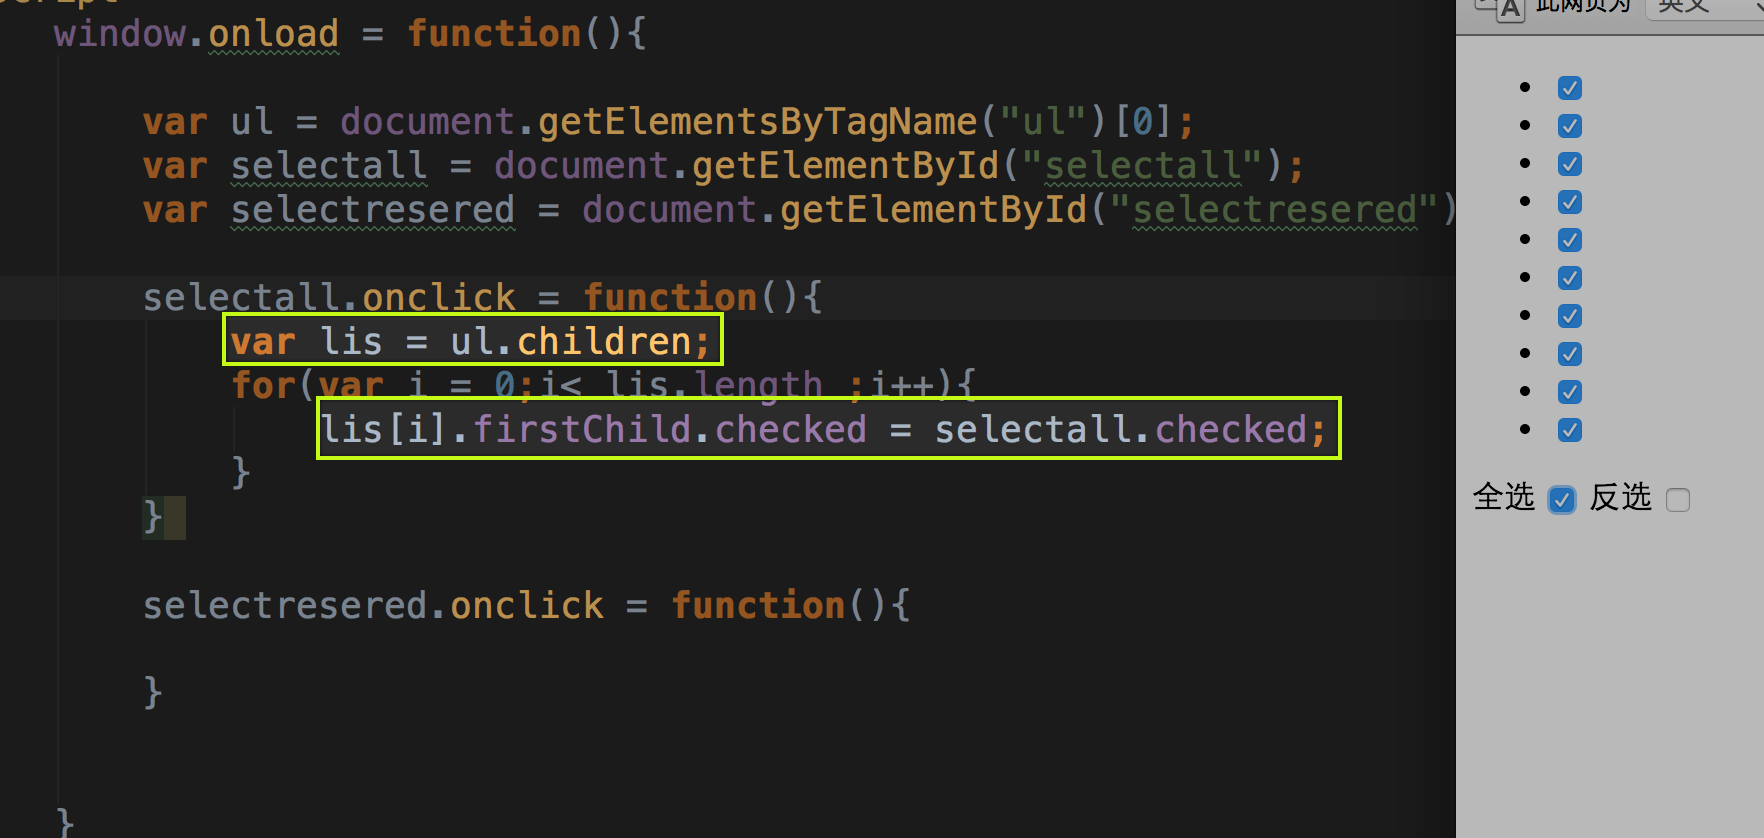 window.onload = function(){
var ul = document.getElementsByTagName("ul")[0];
var selectall = document.getElementById("selectall");
var selectresered = document.getElementById("selectresered")
selectall.onclick = function(){
var lis = ul.children;
for(var i = 0;i< lis.length ;i++){
lis[i].firstChild.checked = selectall.checked;
}
}
selectresered.onclick = function(){
}
}
A 此网页为 英文
全选 反选